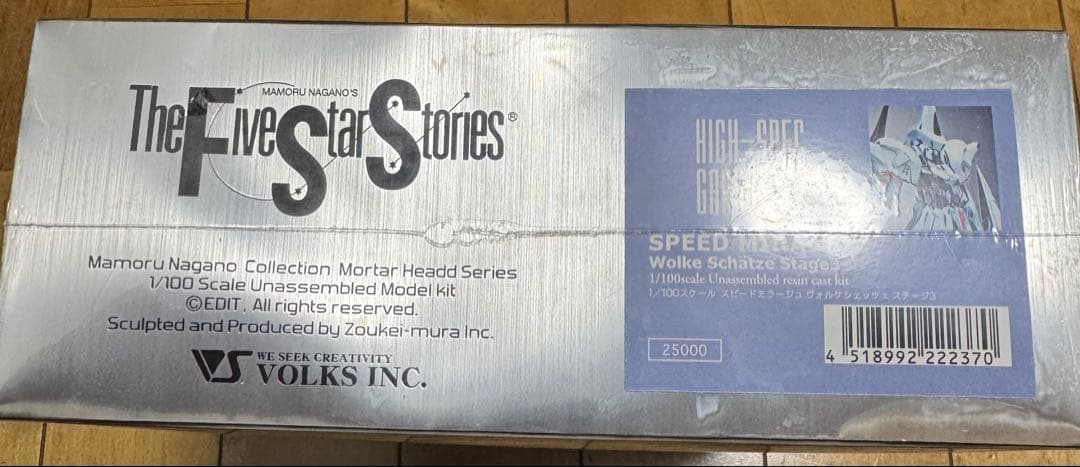 MAMORU NAGANO'S
The Five Star Stories®
Mamoru Nagano Collection Mortar Headd Series
1/100 Scale Unassembled Model kit
©EDIT, All rights reserved.
Sculpted and Produced by Zoukei-mura Inc.
VS
WE SEEK CREATIVITY
VOLKS INC.
HIGH-SPEC
SPEED
Wolke Schätze Stage3
1/100scale Unassembled resin cast kit
1/100スケール スピードミラージュ ヴォルケシェッツェ ステージ3
25000
4 518992 222370